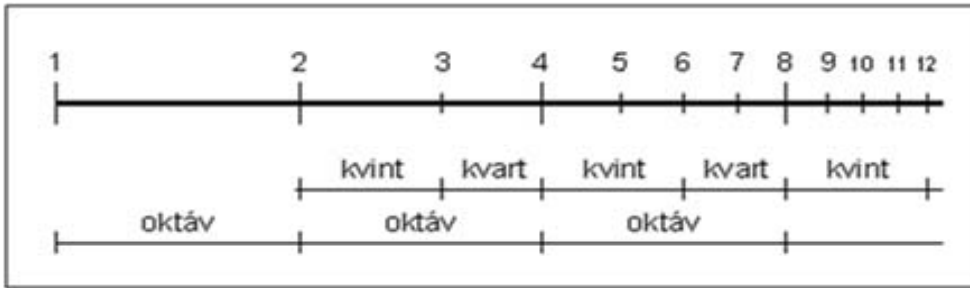 1 2 3 4 5 6 7 8 9 10 11 12
kvint kvart kvint kvart kvint
oktáv oktáv oktáv